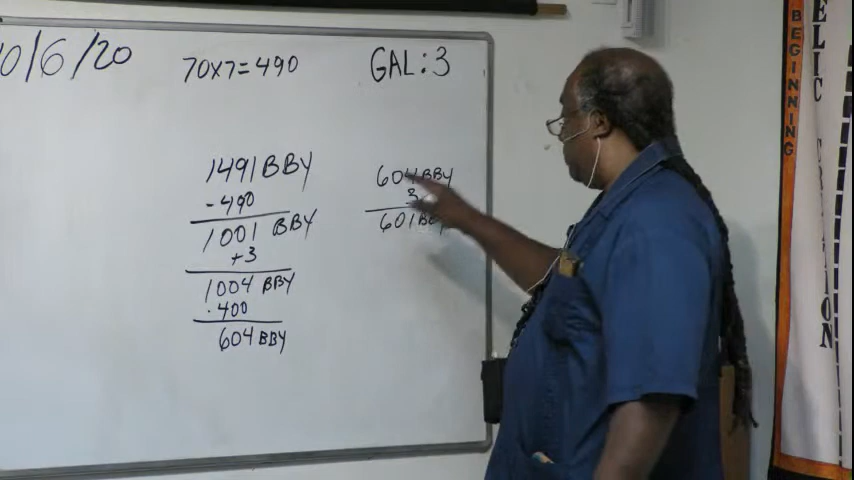 0/6/20
70x7=490
GAL:3
1491 BBY
-490
1001 BBY
+3
1004 BBY
-400
604 BBY
604 BBY
3
601 BBY
BEGINNING